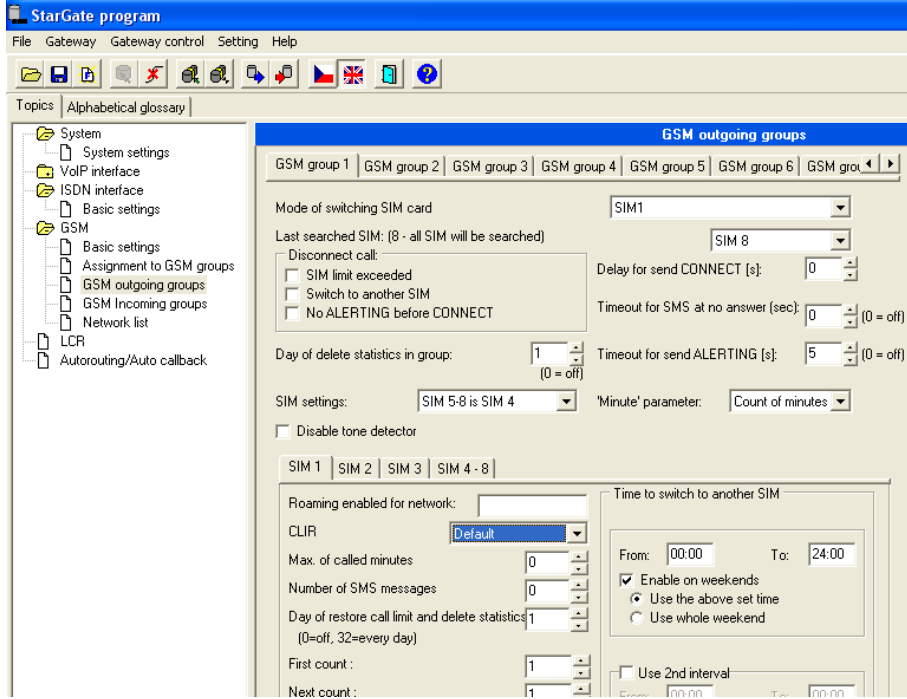 StarGate program
File Gateway Gateway control Setting Help
Topics Alphabetical glossary
System
System settings
VoIP interface
ISDN interface
Basic settings
GSM
Basic settings
Assignment to GSM groups
GSM outgoing groups
GSM Incoming groups
Network list
LCR
Autorouting/Auto callback
GSM outgoing groups
GSM group 1 GSM group 2 GSM group 3 GSM group 4 GSM group 5 GSM group 6 GSM grou
Mode of switching SIM card SIM1
Last searched SIM: (8 - all SIM will be searched) SIM 8
Disconnect call:
SIM limit exceeded
Switch to another SIM
No ALERTING before CONNECT
Delay for send CONNECT [s]: 0
Timeout for SMS at no answer (sec): 0 (0 = off)
Day of delete statistics in group: 1
(0 = off)
Timeout for send ALERTING [s]: 5 (0 = off)
SIM settings: SIM 5-8 is SIM 4 'Minute' parameter: Count of minutes
Disable tone detector
SIM 1 SIM 2 SIM 3 SIM 4 - 8
Roaming enabled for network:
CLIR Default
Max. of called minutes 0
Number of SMS messages 0
Day of restore call limit and delete statistics 1
(0=off, 32=every day)
First count : 1
Next count : 1
Time to switch to another SIM
From: 00:00 To: 24:00
Enable on weekends
Use the above set time
Use whole weekend
Use 2nd interval
From: 00:00 To: 00:00